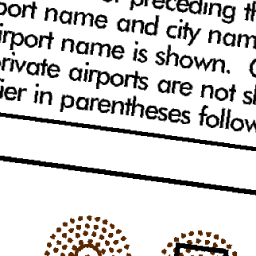 preceding th
port name and city nam
irport name is shown.
rivate airports are not s
ier in parentheses follow